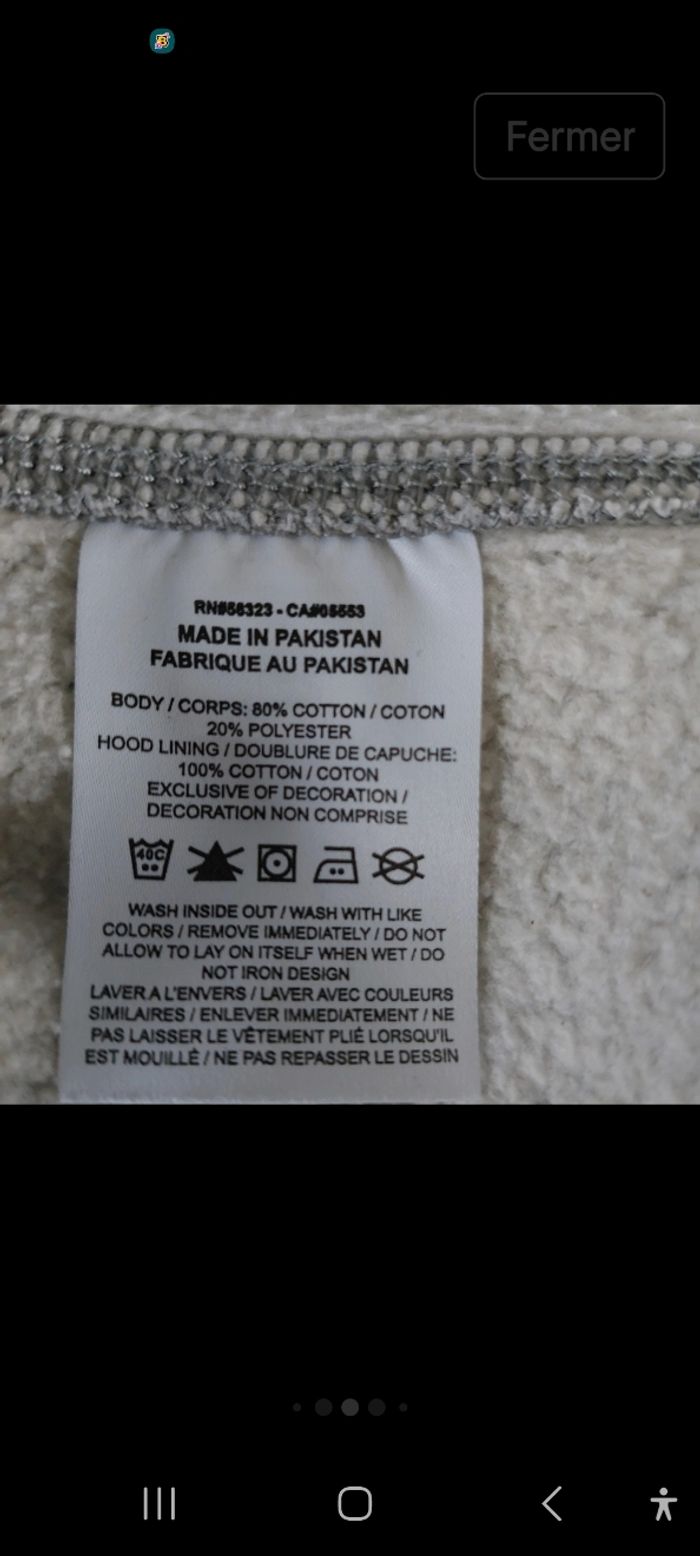 Fermer
RN#56323 - CA#05553
MADE IN PAKISTAN
FABRIQUE AU PAKISTAN
BODY / CORPS: 80% COTTON / COTON
20% POLYESTER
HOOD LINING / DOUBLURE DE CAPUCHE:
100% COTTON / COTON
EXCLUSIVE OF DECORATION /
DECORATION NON COMPRISE
40C
WASH INSIDE OUT / WASH WITH LIKE
COLORS / REMOVE IMMEDIATELY / DO NOT
ALLOW TO LAY ON ITSELF WHEN WET / DO
NOT IRON DESIGN
LAVER A L'ENVERS / LAVER AVEC COULEURS
SIMILAIRES / ENLEVER IMMEDIATEMENT / NE
PAS LAISSER LE VÊTEMENT PLIÉ LORSQU'IL
EST MOUILLÉ / NE PAS REPASSER LE DESSIN